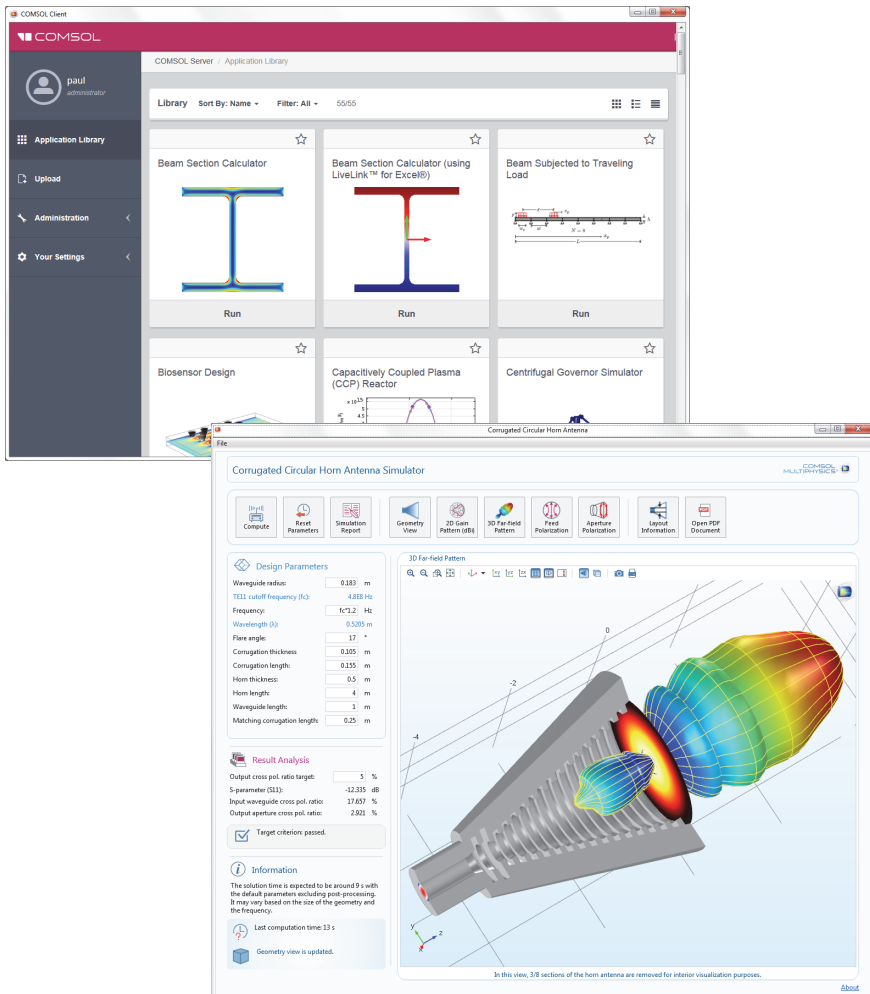 COMSOL Client
COMSOL
paul
administrator
Application Library
Upload
Administration
Your Settings
COMSOL Server / Application Library
Library Sort By: Name Filter: All 55/55
Beam Section Calculator
Run
Beam Section Calculator (using
LiveLink™ for Excel®)
Run
Beam Subjected to Traveling
Load
Run
Biosensor Design
Capacitively Coupled Plasma
(CCP) Reactor
x 10¹⁵
5
4.5
4
Centrifugal Governor Simulator
Corrugated Circular Horn Antenna
File
Corrugated Circular Horn Antenna Simulator
COMSOL
MULTIPHYSICS
Compute
Reset
Parameters
Simulation
Report
Geometry
View
2D Gain
Pattern (dBi)
3D Far-field
Pattern
Feed
Polarization
Aperture
Polarization
Layout
Information
Open PDF
Document
Design Parameters
Waveguide radius: 0.183 m
TE11 cutoff frequency (fc): 4.8E8 Hz
Frequency: fc*1.2 Hz
Wavelength (λ): 0.5205 m
Flare angle: 17 °
Corrugation thickness 0.105 m
Corrugation length: 0.155 m
Horn thickness: 0.5 m
Horn length: 4 m
Waveguide length: 1 m
Matching corrugation length: 0.25 m
Result Analysis
Output cross pol. ratio target: 5 %
S-parameter (S11): -12.335 dB
Input waveguide cross pol. ratio: 17.657 %
Output aperture cross pol. ratio: 2.921 %
Target criterion: passed.
Information
The solution time is expected to be around 9 s with
the default parameters excluding post-processing.
It may vary based on the size of the geometry and
the frequency.
Last computation time: 13 s
Geometry view is updated.
3D Far-field Pattern
0
-2
-4
y
z
x
In this view, 3/8 sections of the horn antenna are removed for interior visualization purposes.
About